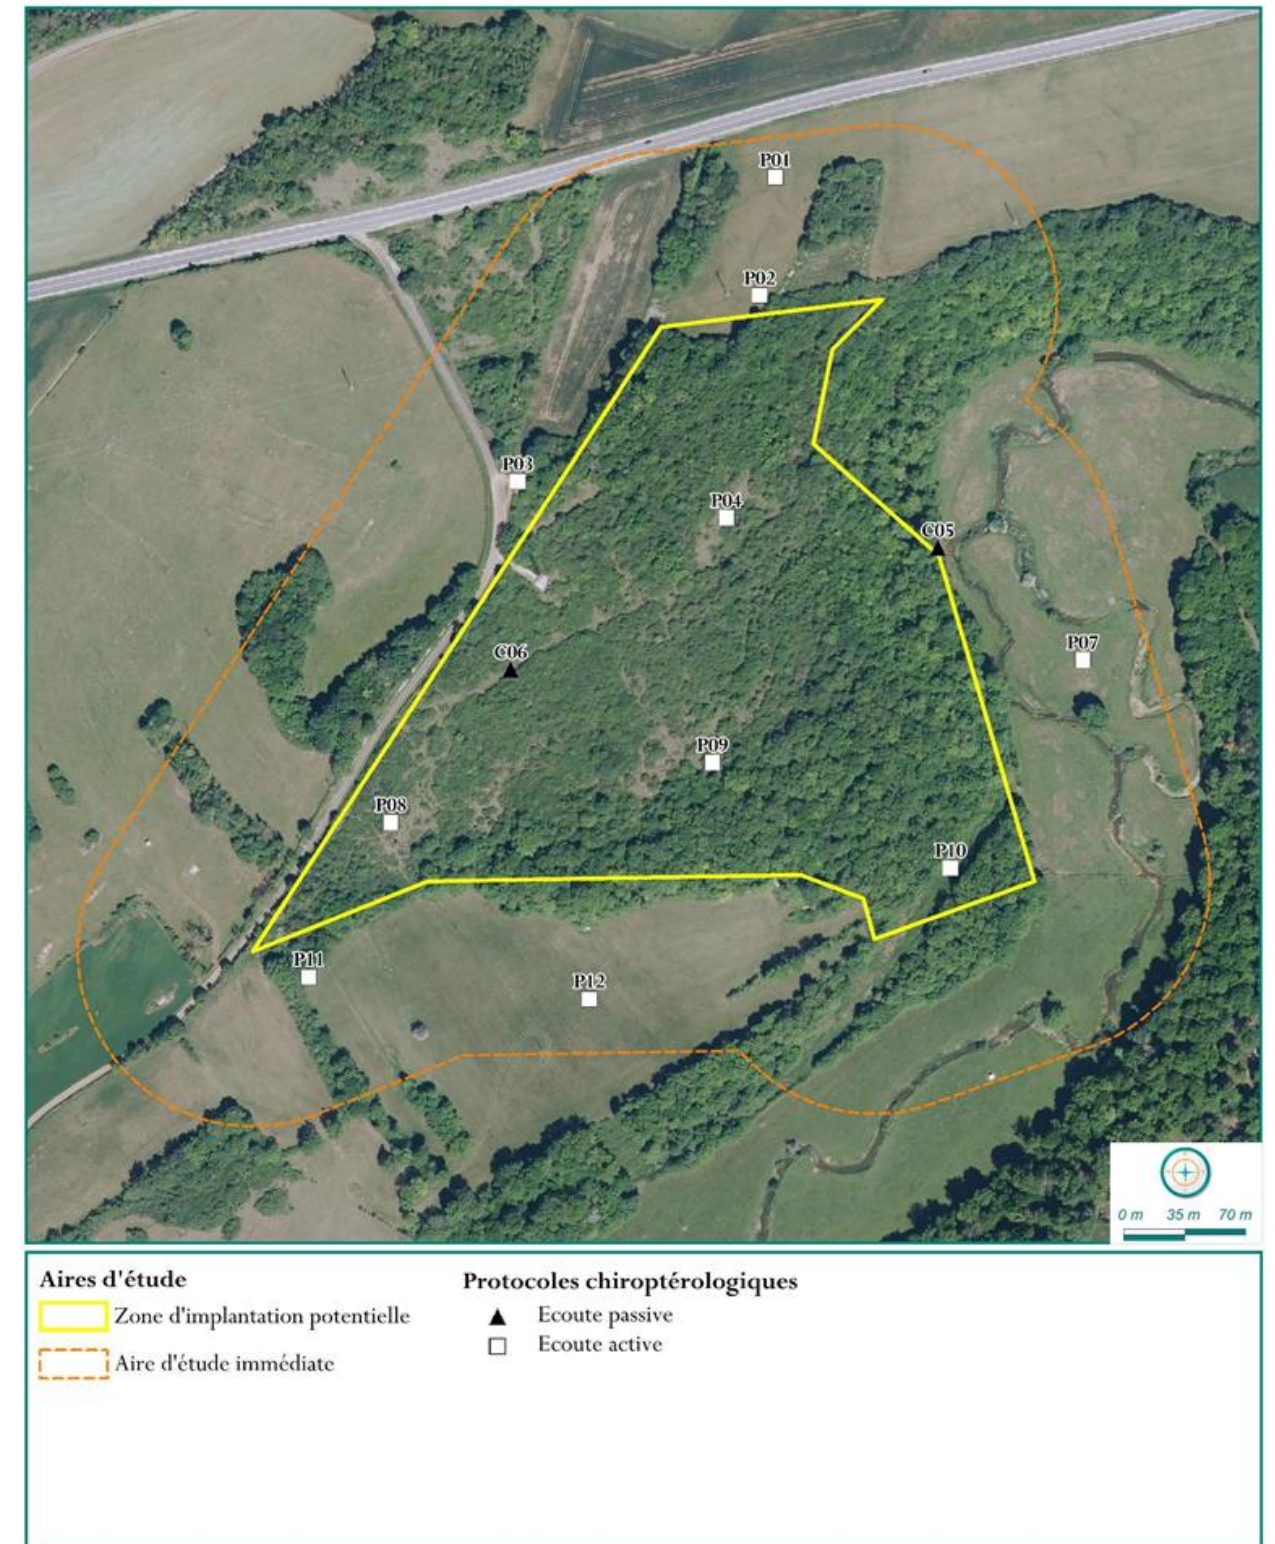 P01
P02
P03
P04
C05
P07
C06
P09
P08
P10
P11
P12
0 m 35 m 70 m
Aires d'étude
Zone d'implantation potentielle
Aire d'étude immédiate
Protocoles chiroptérologiques
Ecoute passive
Ecoute active